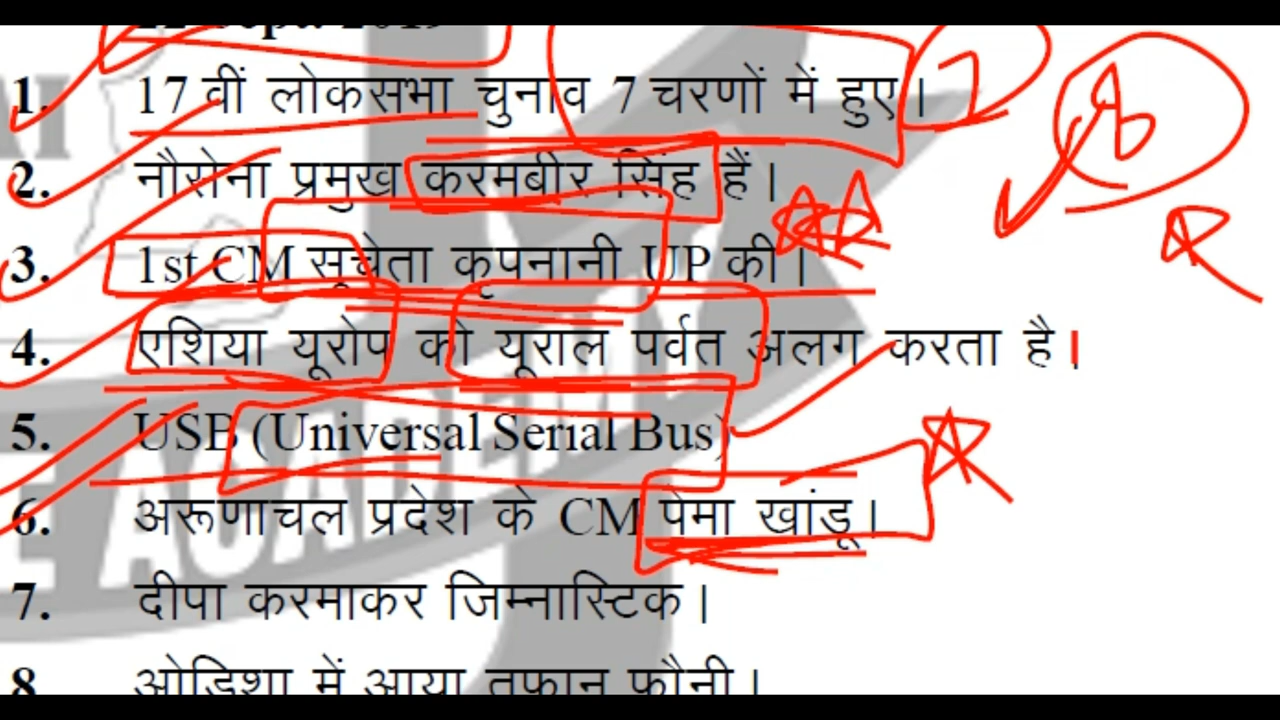 1. 17 वीं लोकसभा चुनाव 7 चरणों में हुए। 7
2. नौसेना प्रमुख करमबीर सिंह हैं।
3. 1st CM सूचेता कृपनानी UP की।
4. एशिया यूरोप को यूराल पर्वत अलग करता है।
5. USB (Universal Serial Bus)
6. अरूणाचल प्रदेश के CM पेमा खांडू।
7. दीपा करमाकर जिम्नास्टिक।
8. ओडिशा में आया तूफान फौनी।